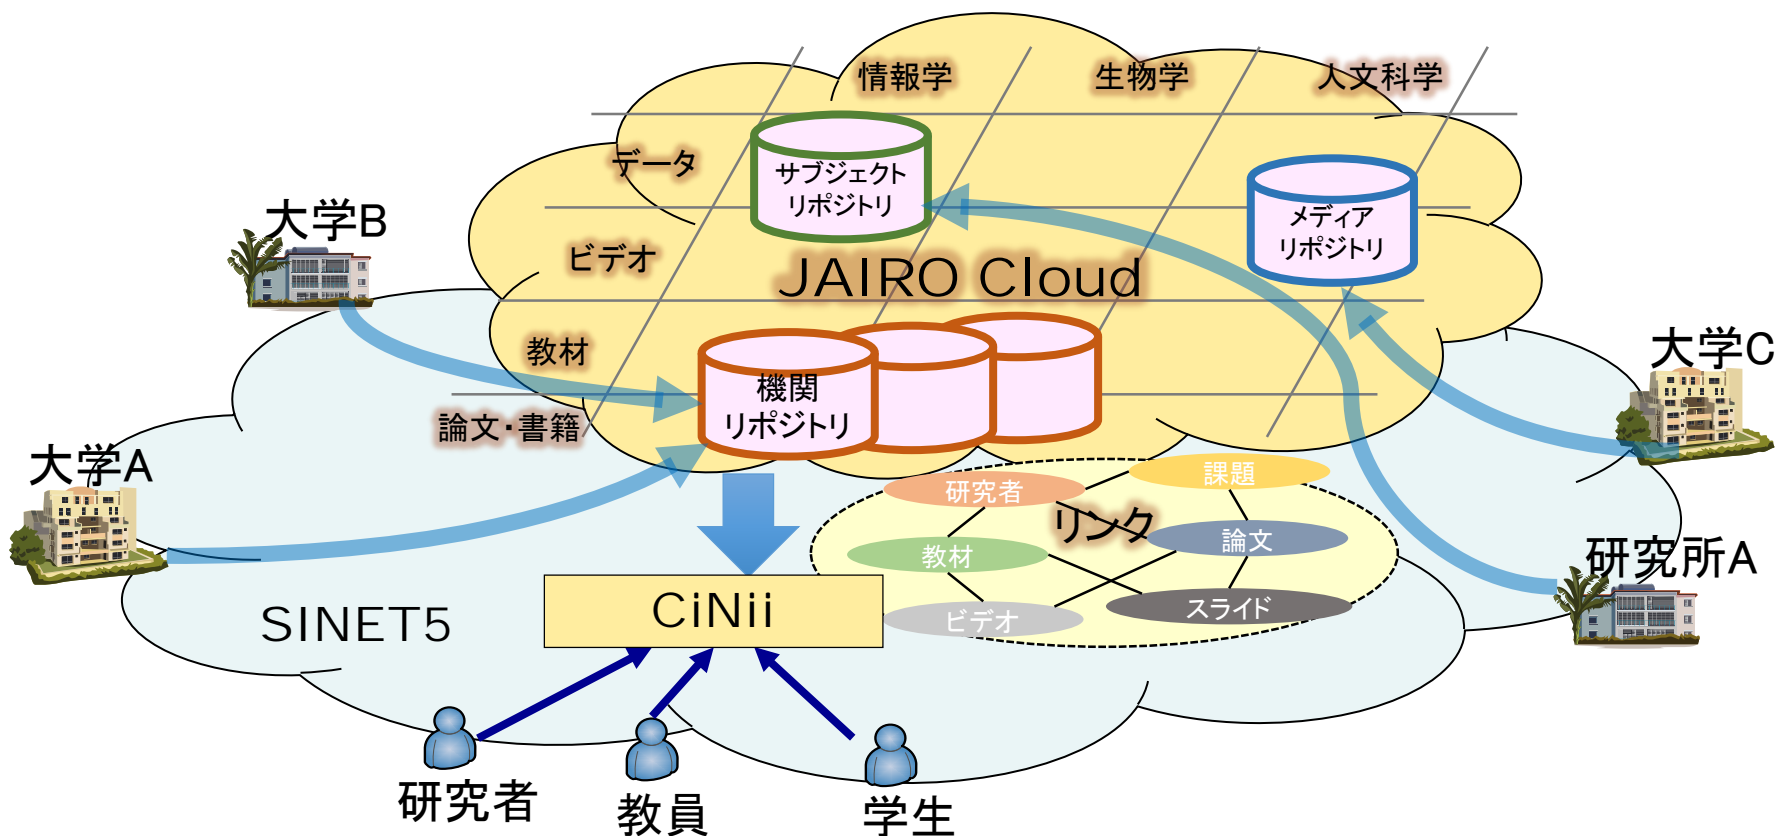 情報学
生物学
人文科学
データ
サブジェクト
リポジトリ
メディア
リポジトリ
大学B
ビデオ
JAIRO Cloud
教材
機関
リポジトリ
論文・書籍
大学C
大学A
研究者
課題
リンク
教材
論文
ビデオ
スライド
研究所A
CiNii
SINET5
研究者
教員
学生